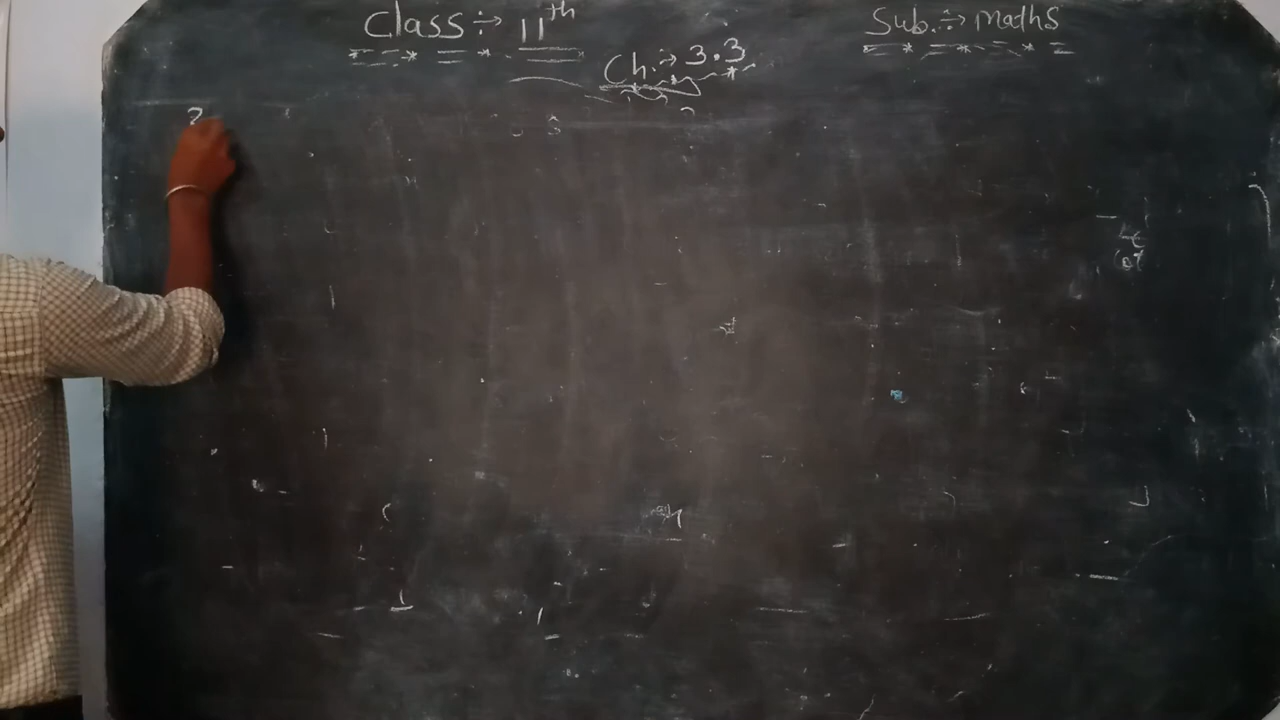 Class ÷→ 11th
Sub. ÷→ maths
Ch. ÷→ 3.3